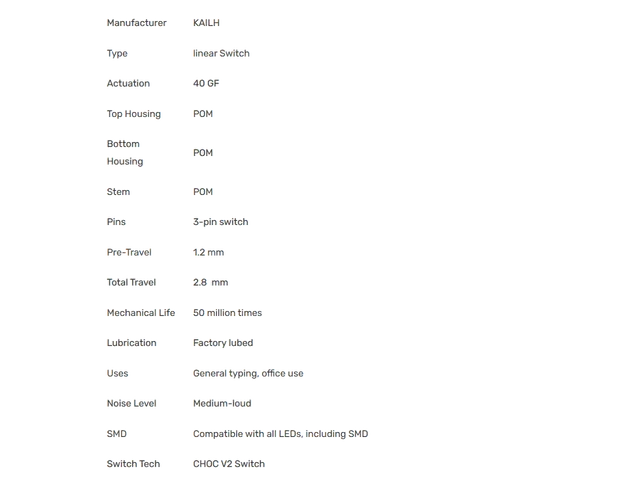 Manufacturer KAILH
Type linear Switch
Actuation 40 GF
Top Housing POM
Bottom
Housing POM
Stem POM
Pins 3-pin switch
Pre-Travel 1.2 mm
Total Travel 2.8  mm
Mechanical Life 50 million times
Lubrication Factory lubed
Uses General typing, office use
Noise Level Medium-loud
SMD Compatible with all LEDs, including SMD
Switch Tech CHOC V2 Switch